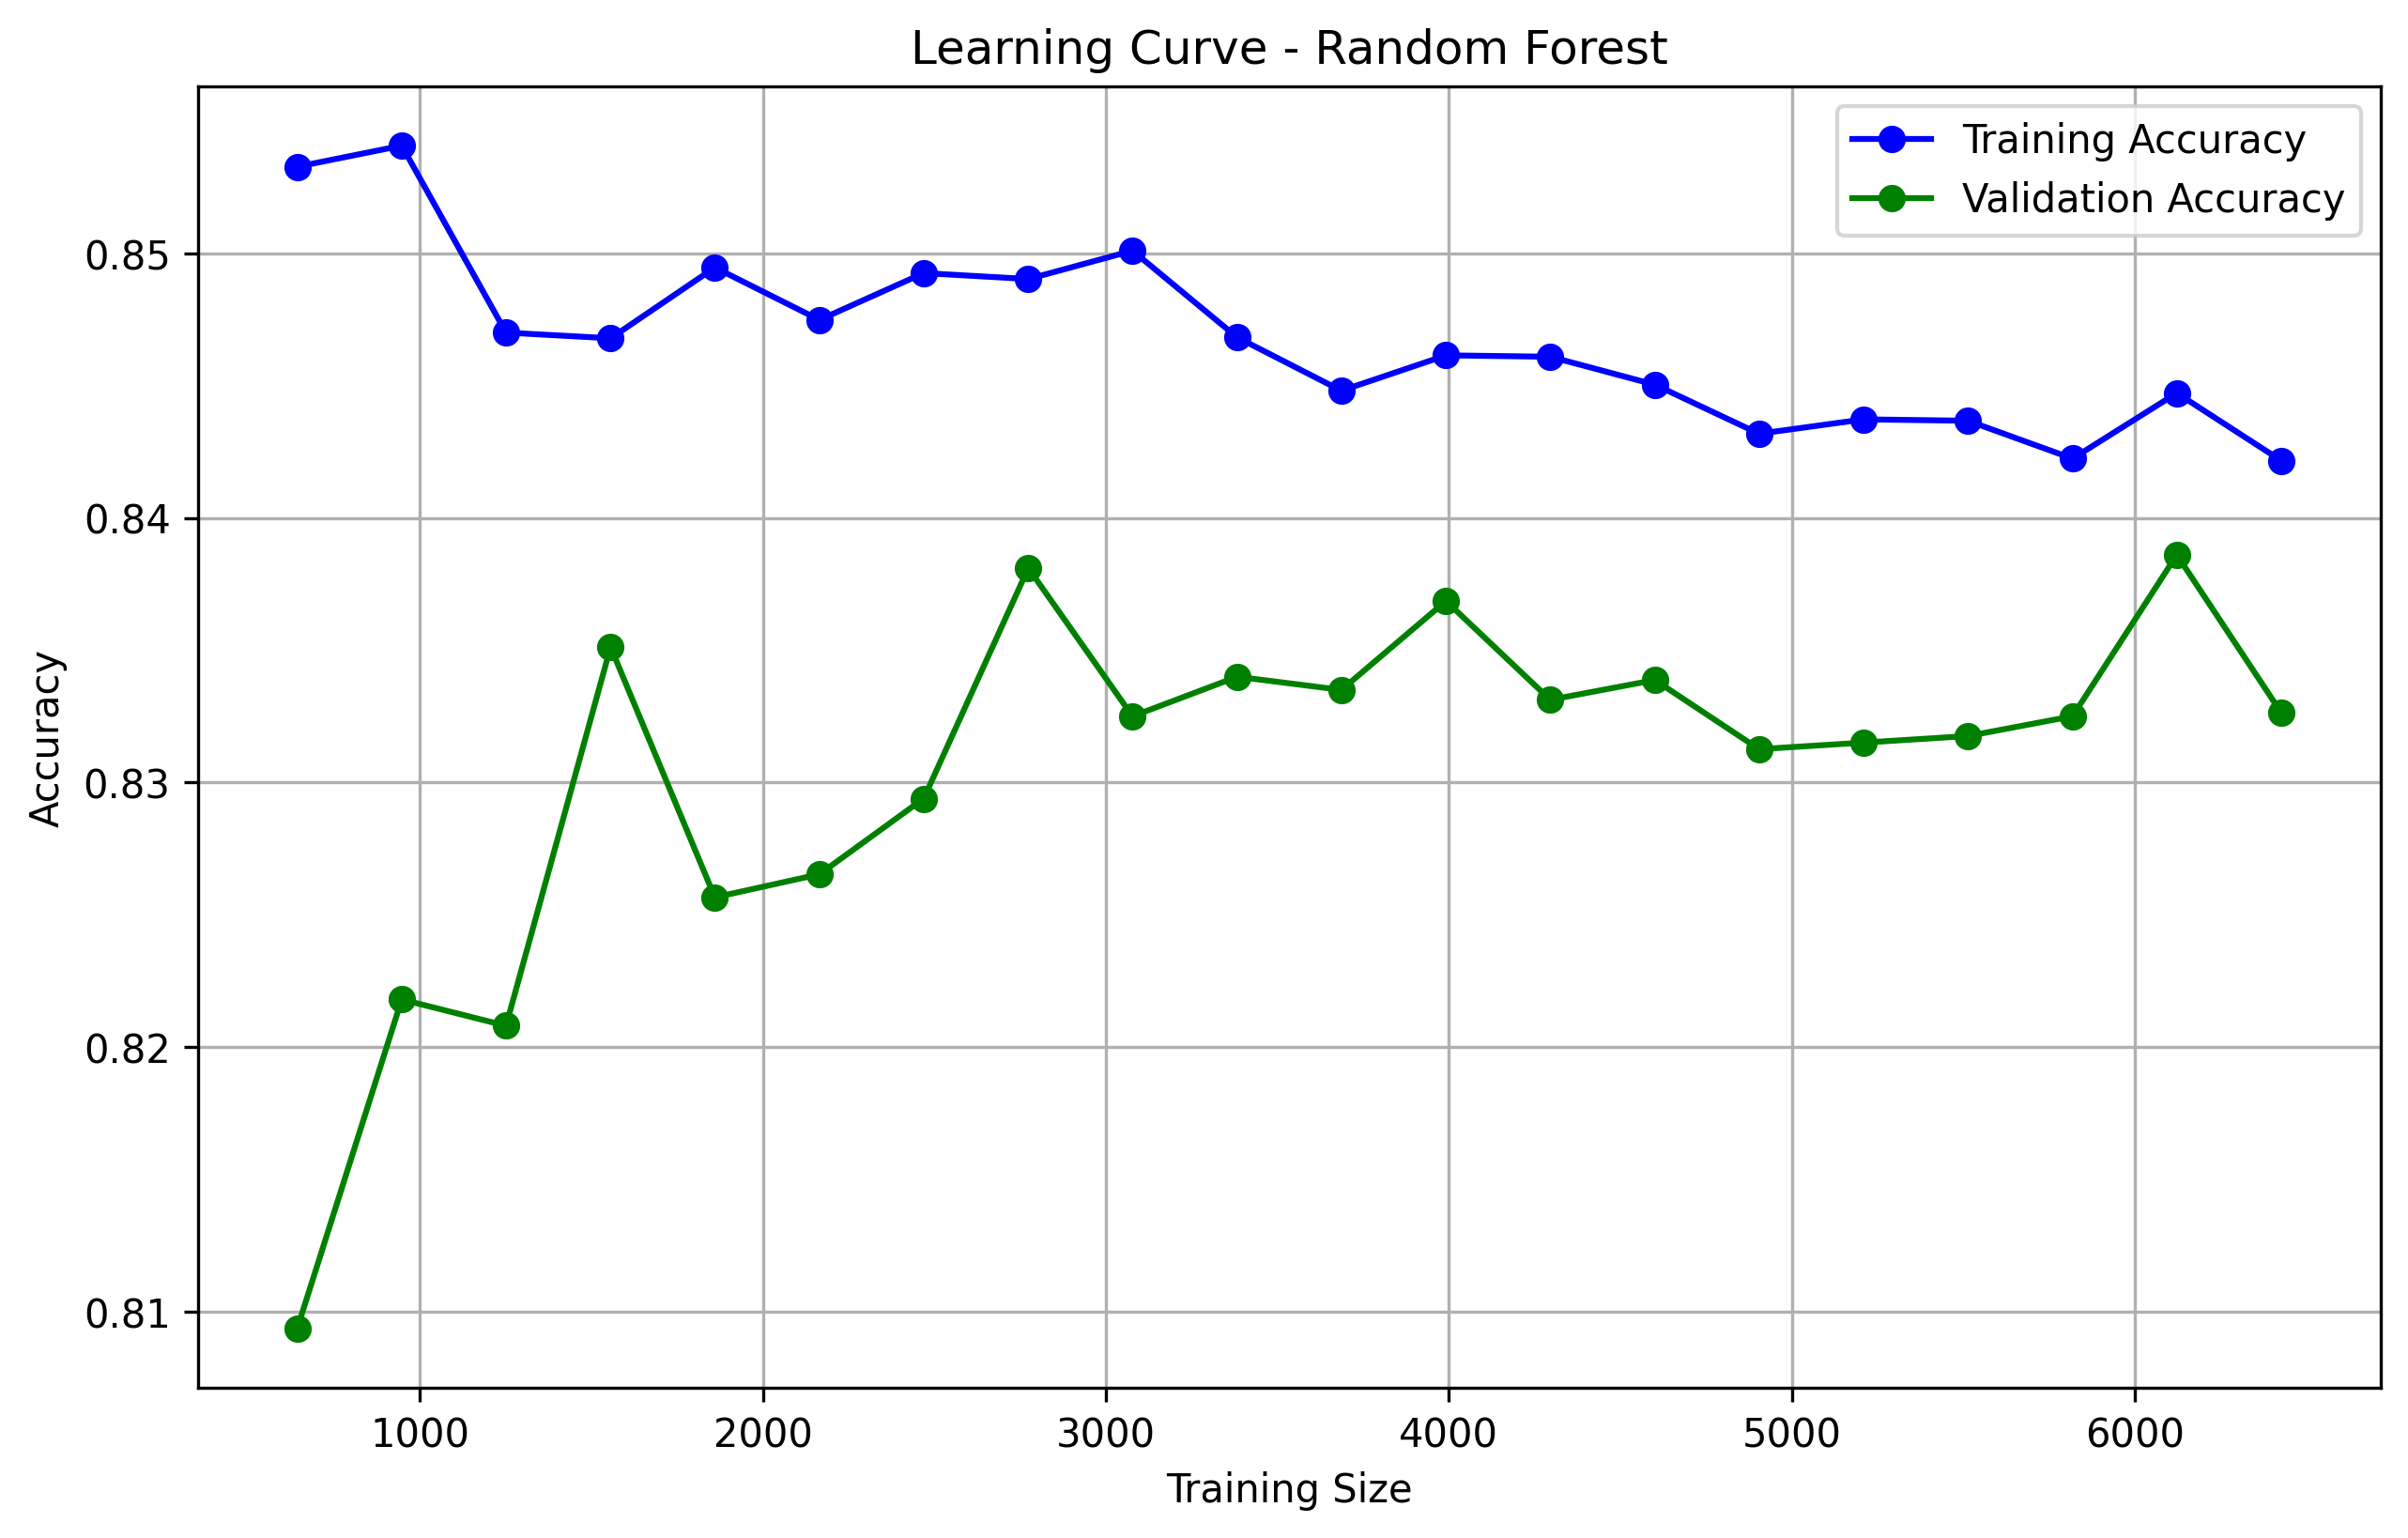 Learning Curve - Random Forest
Training Accuracy
Validation Accuracy
Accuracy
0.85
0.84
0.83
0.82
0.81
1000 2000 3000 4000 5000 6000
Training Size